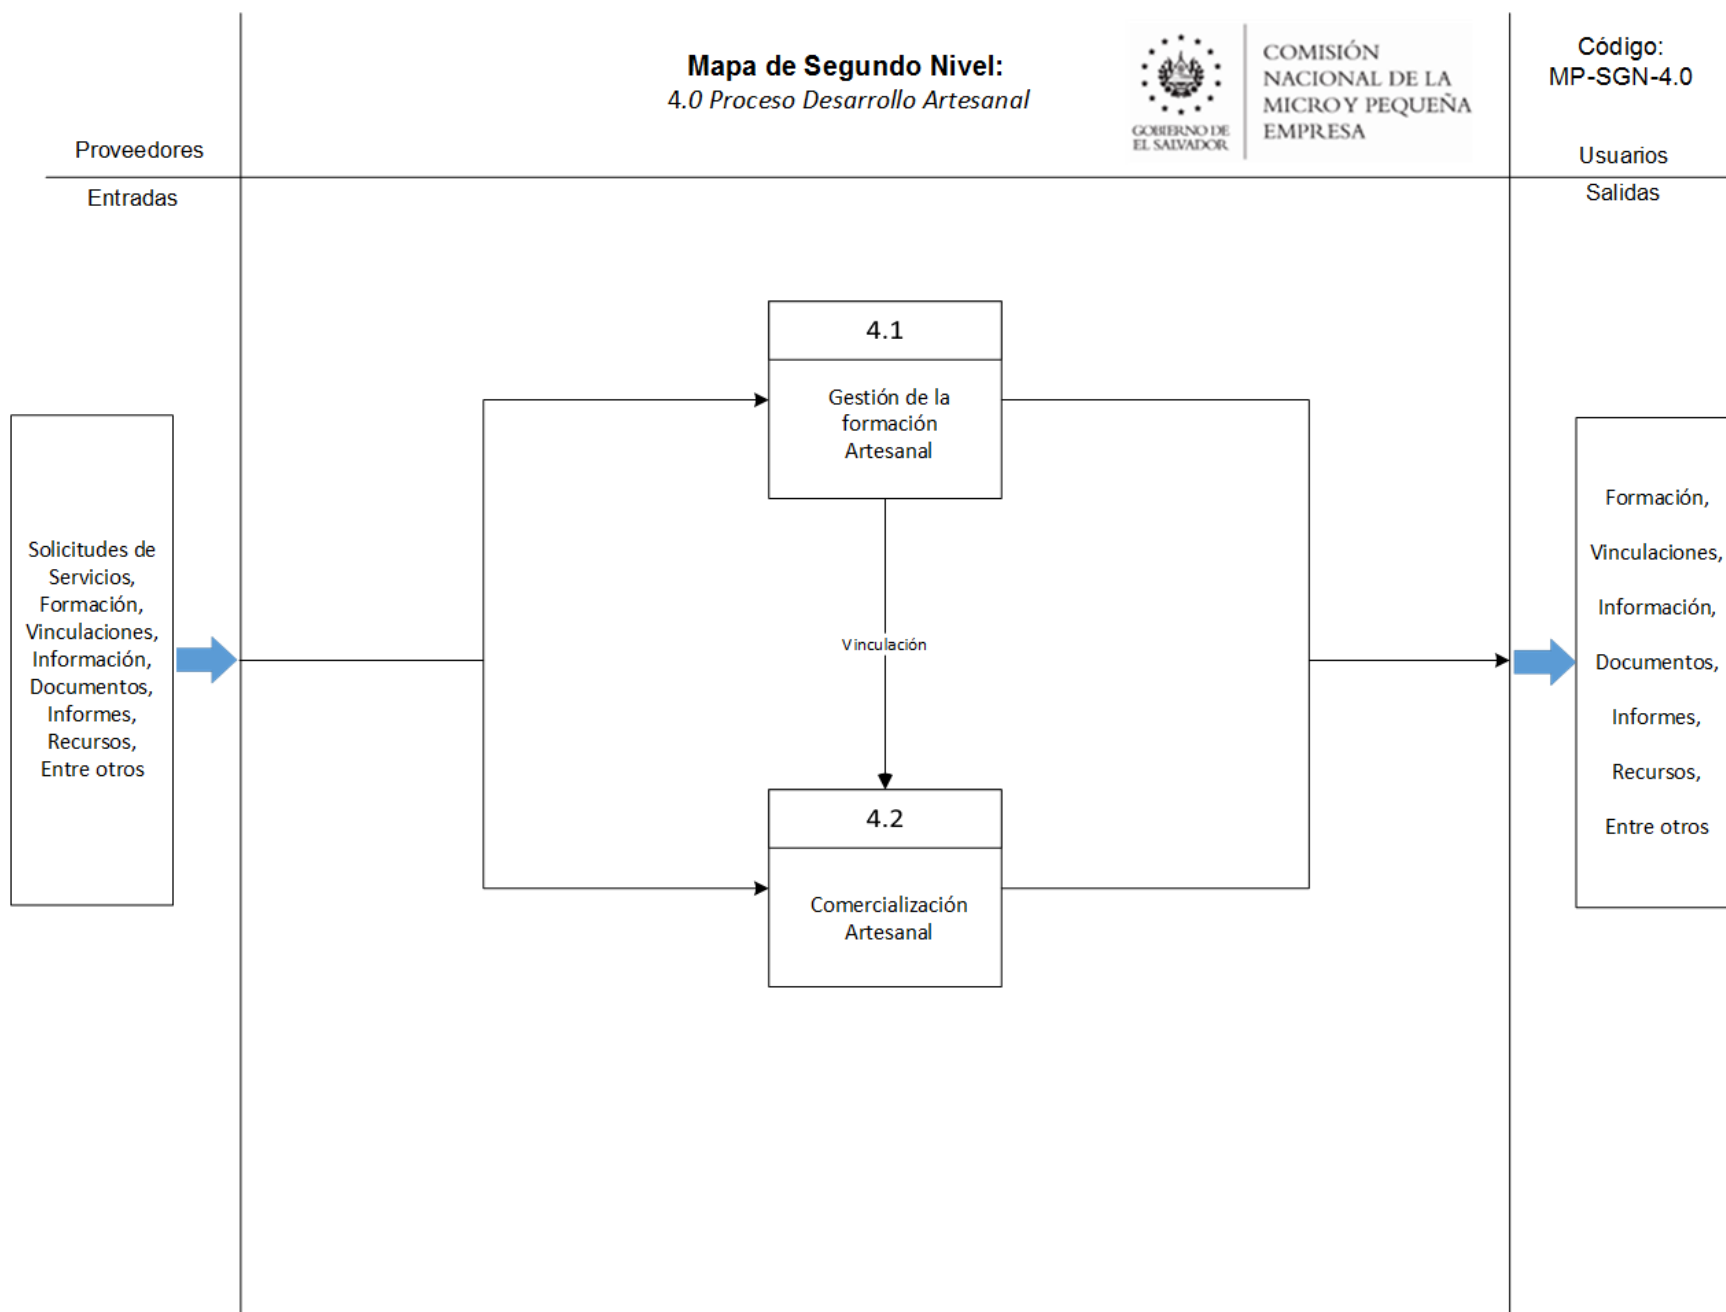 Mapa de Segundo Nivel:
4.0 Proceso Desarrollo Artesanal
GOBIERNO DE
EL SALVADOR
COMISIÓN
NACIONAL DE LA
MICRO Y PEQUEÑA
EMPRESA
Código:
MP-SGN-4.0
Proveedores
Usuarios
Entradas
Salidas
Solicitudes de
Servicios,
Formación,
Vinculaciones,
Información,
Documentos,
Informes,
Recursos,
Entre otros
4.1
Gestión de la
formación
Artesanal
Vinculación
4.2
Comercialización
Artesanal
Formación,
Vinculaciones,
Información,
Documentos,
Informes,
Recursos,
Entre otros